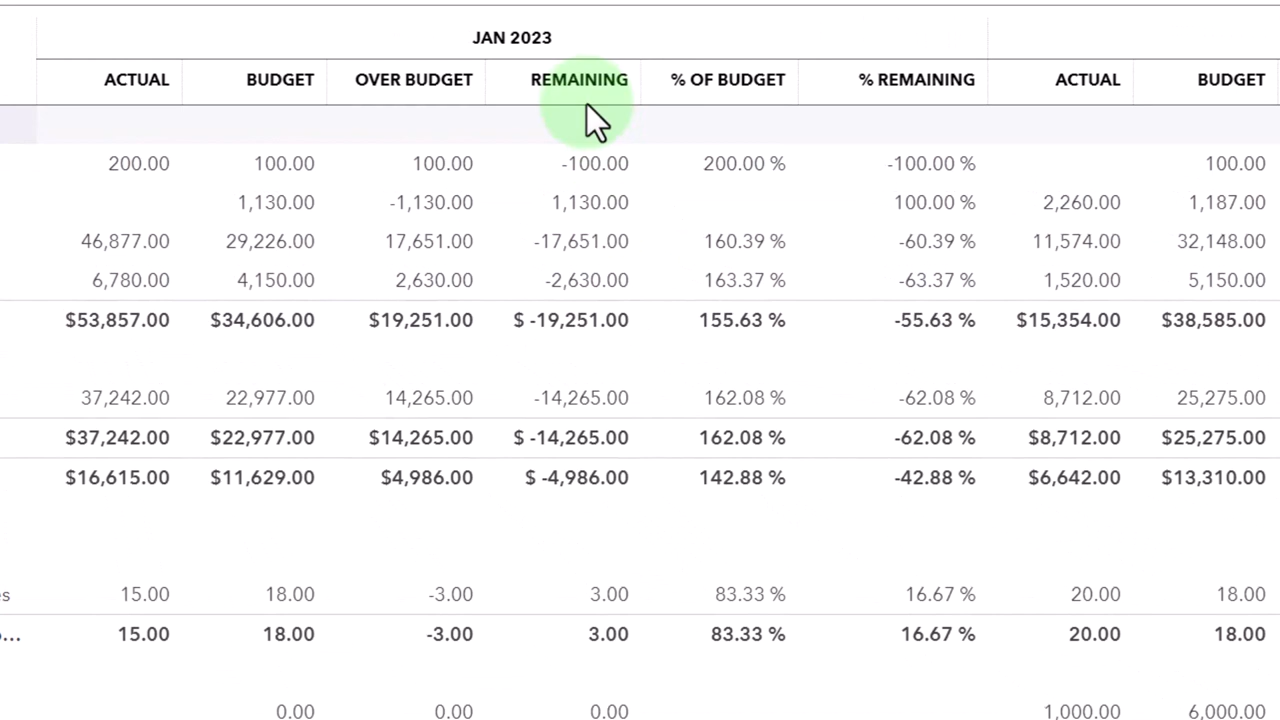 JAN 2023
ACTUAL BUDGET OVER BUDGET REMAINING % OF BUDGET % REMAINING ACTUAL BUDGET
200.00 100.00 100.00 -100.00 200.00 % -100.00 % 100.00
1,130.00 -1,130.00 1,130.00 100.00 % 2,260.00 1,187.00
46,877.00 29,226.00 17,651.00 -17,651.00 160.39 % -60.39 % 11,574.00 32,148.00
6,780.00 4,150.00 2,630.00 -2,630.00 163.37 % -63.37 % 1,520.00 5,150.00
$53,857.00 $34,606.00 $19,251.00 $ -19,251.00 155.63 % -55.63 % $15,354.00 $38,585.00
37,242.00 22,977.00 14,265.00 -14,265.00 162.08 % -62.08 % 8,712.00 25,275.00
$37,242.00 $22,977.00 $14,265.00 $ -14,265.00 162.08 % -62.08 % $8,712.00 $25,275.00
$16,615.00 $11,629.00 $4,986.00 $ -4,986.00 142.88 % -42.88 % $6,642.00 $13,310.00
15.00 18.00 -3.00 3.00 83.33 % 16.67 % 20.00 18.00
15.00 18.00 -3.00 3.00 83.33 % 16.67 % 20.00 18.00
0.00 0.00 0.00 1,000.00 6,000.00